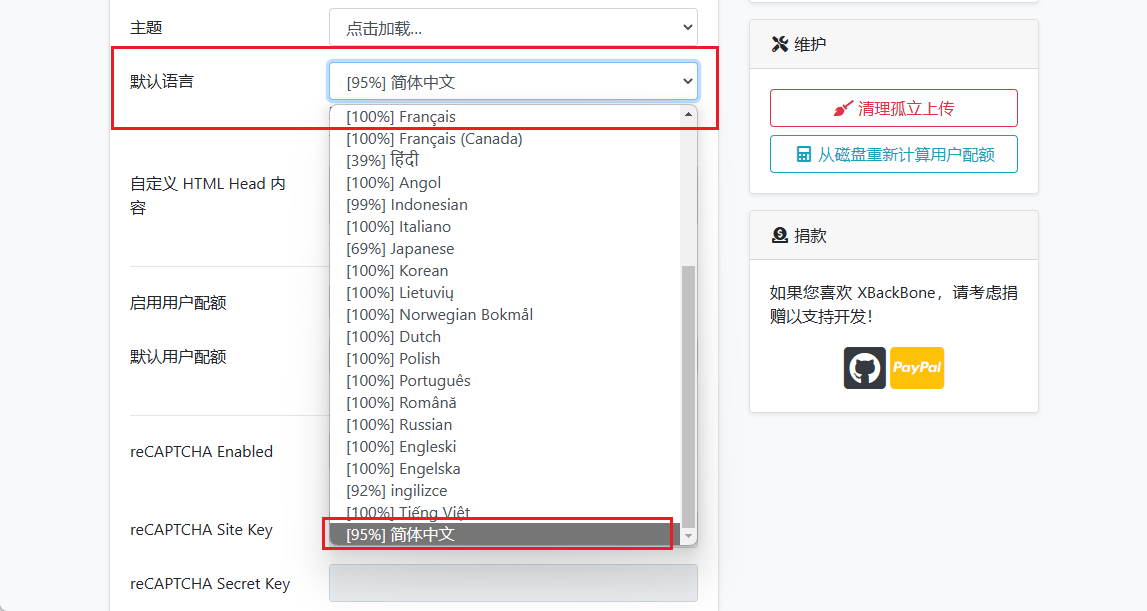 主题
点击加载...
默认语言
[95%] 简体中文
[100%] Français
[100%] Français (Canada)
[39%] हिंदी
[100%] Angol
[99%] Indonesian
[100%] Italiano
[69%] Japanese
[100%] Korean
[100%] Lietuvių
[100%] Norwegian Bokmål
[100%] Dutch
[100%] Polish
[100%] Português
[100%] Română
[100%] Russian
[100%] Engleski
[100%] Engelska
[92%] ingilizce
[100%] Tiếng Việt
[95%] 简体中文
自定义 HTML Head 内
容
启用用户配额
默认用户配额
reCAPTCHA Enabled
reCAPTCHA Site Key
reCAPTCHA Secret Key
维护
清理孤立上传
从磁盘重新计算用户配额
捐款
如果您喜欢 XBackBone，请考虑捐
赠以支持开发！
PayPal